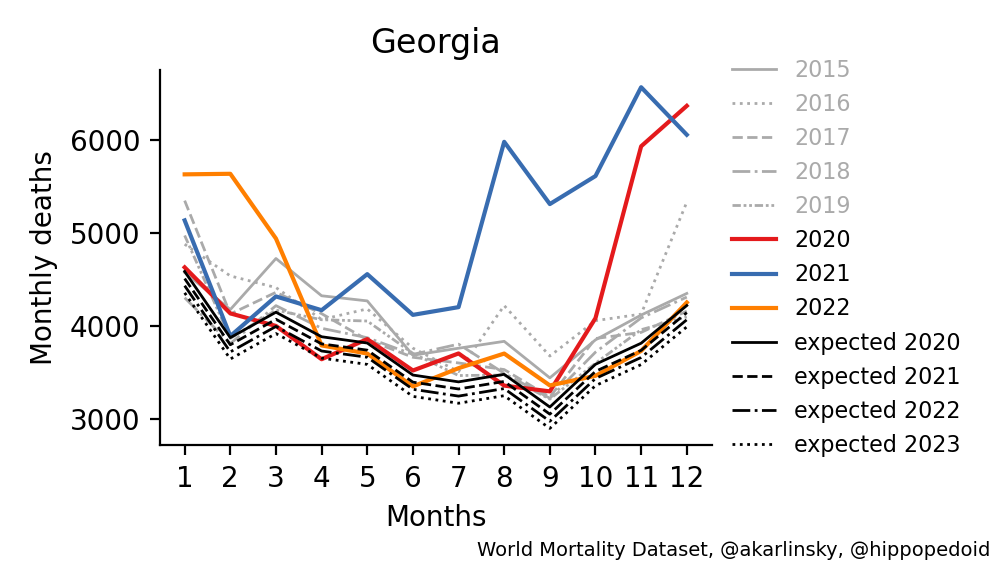 Georgia
Monthly deaths
6000
5000
4000
3000
1 2 3 4 5 6 7 8 9 10 11 12
Months
2015
2016
2017
2018
2019
2020
2021
2022
expected 2020
expected 2021
expected 2022
expected 2023
World Mortality Dataset, @akarlinsky, @hippopedoid